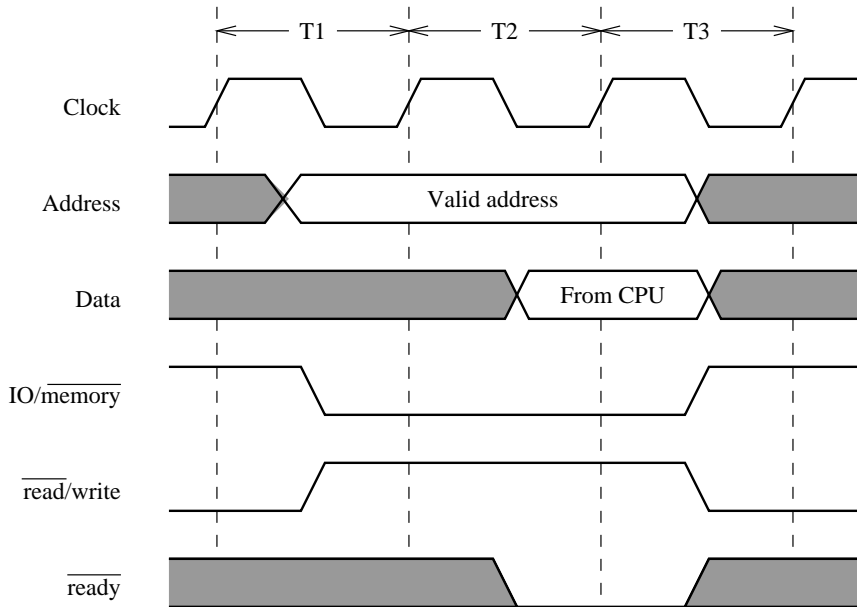 T1 T2 T3
Clock
Address Valid address
Data From CPU
IO/memory
read/write
ready